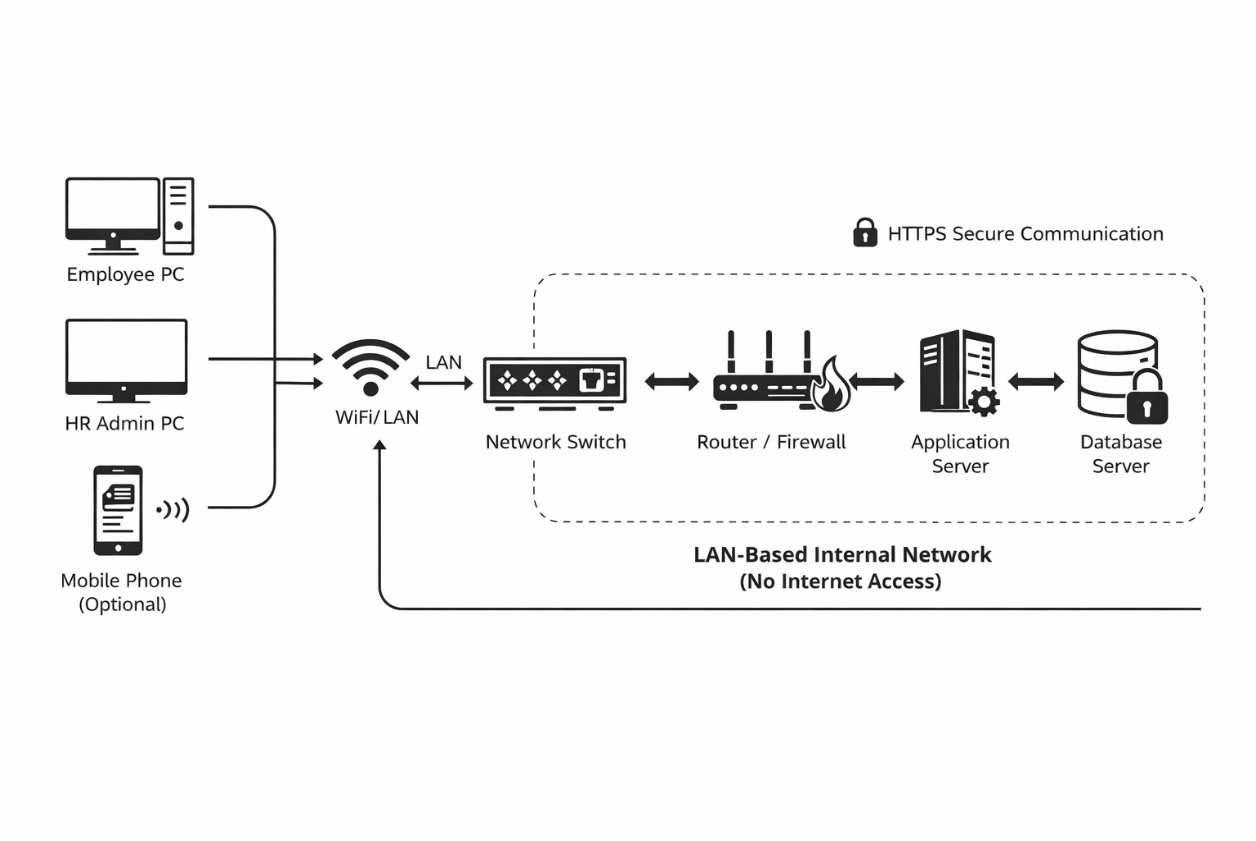 Employee PC
HR Admin PC
Mobile Phone
(Optional)
WiFi/LAN
LAN
HTTPS Secure Communication
Network Switch
Router / Firewall
Application
Server
Database
Server
LAN-Based Internal Network
(No Internet Access)